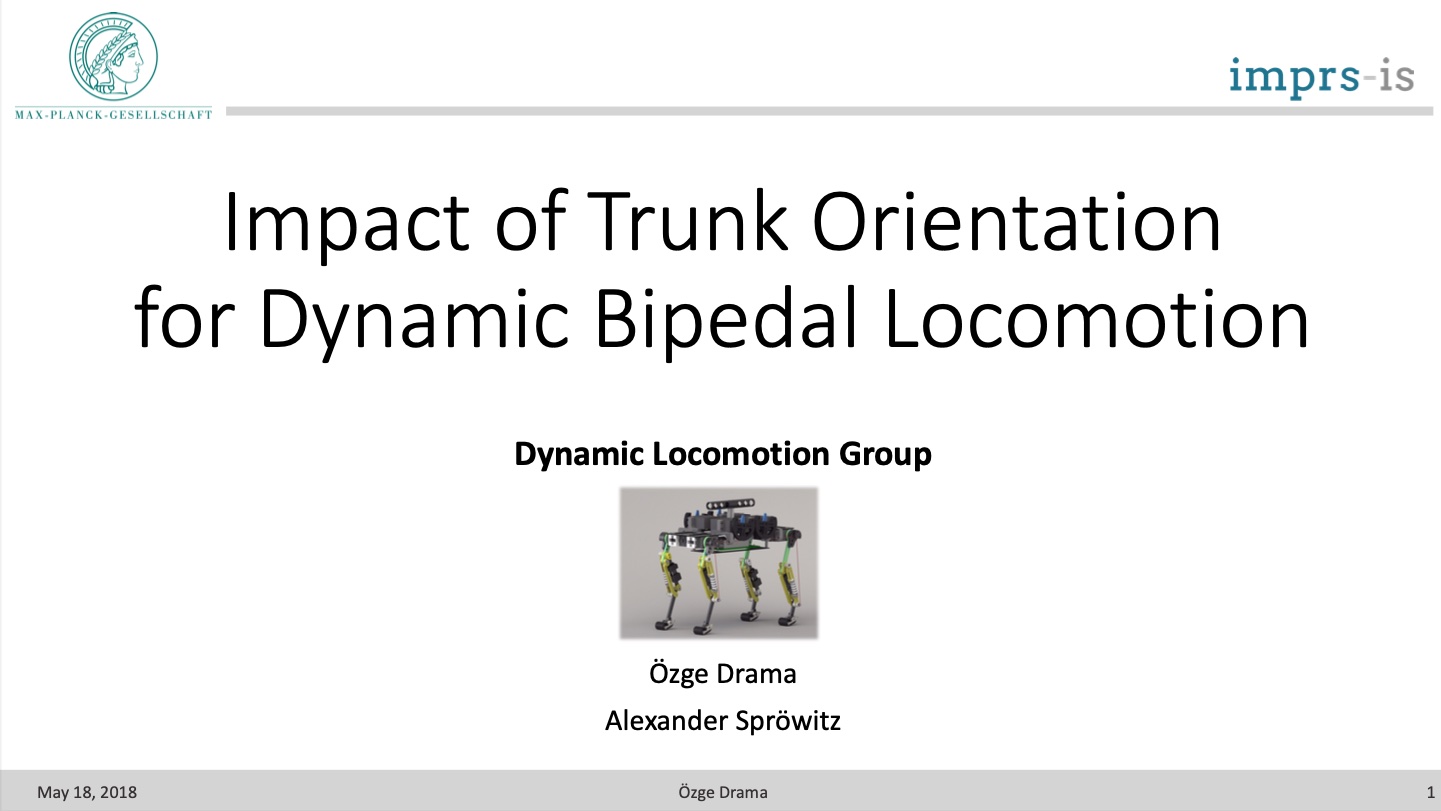 MAX-PLANCK-GESELLSCHAFT
imprs-is
Impact of Trunk Orientation
for Dynamic Bipedal Locomotion
Dynamic Locomotion Group
Özge Drama
Alexander Spröwitz
May 18, 2018
Özge Drama
1